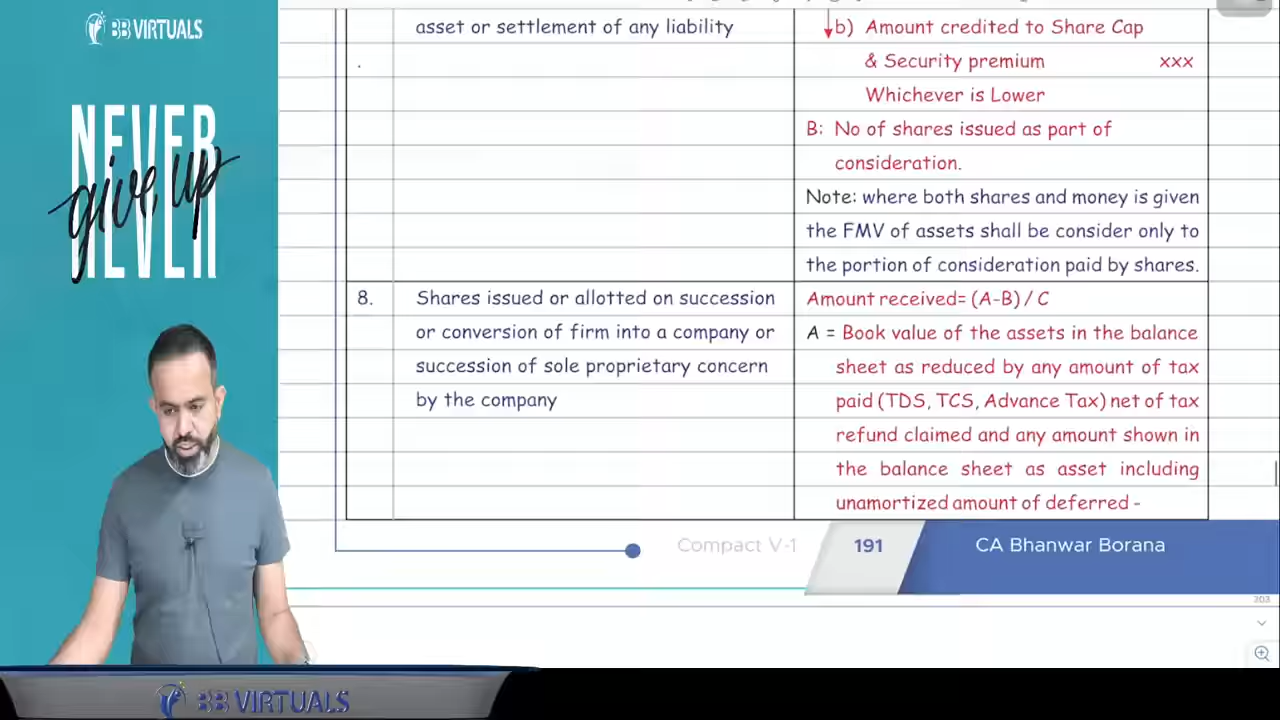 BB VIRTUALS
NEVER
give up
NEVER
asset or settlement of any liability
.
b) Amount credited to Share Cap
& Security premium xxx
Whichever is Lower
B: No of shares issued as part of
consideration.
Note: where both shares and money is given
the FMV of assets shall be consider only to
the portion of consideration paid by shares.
8. Shares issued or allotted on succession
or conversion of firm into a company or
succession of sole proprietary concern
by the company
Amount received= (A-B) / C
A = Book value of the assets in the balance
sheet as reduced by any amount of tax
paid (TDS, TCS, Advance Tax) net of tax
refund claimed and any amount shown in
the balance sheet as asset including
unamortized amount of deferred -
Compact V-1 191 CA Bhanwar Borana
203
BB VIRTUALS